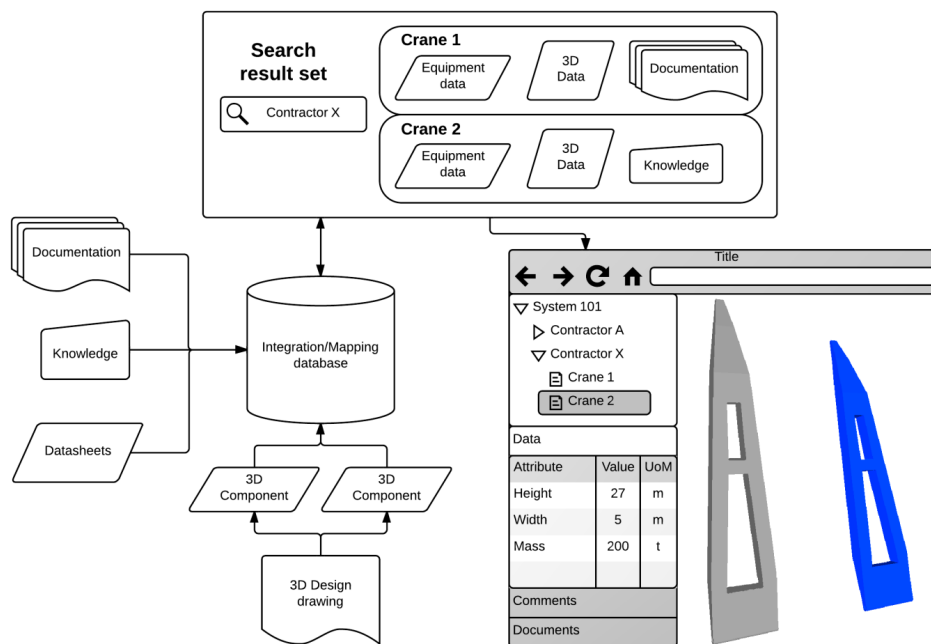 Search
result set
Contractor X
Crane 1
Equipment
data
3D
Data
Documentation
Crane 2
Equipment
data
3D
Data
Knowledge
Documentation
Knowledge
Datasheets
Integration/Mapping
database
3D
Component
3D
Component
3D Design
drawing
Title
System 101
Contractor A
Contractor X
Crane 1
Crane 2
Data
Attribute Value UoM
Height 27 m
Width 5 m
Mass 200 t
Comments
Documents